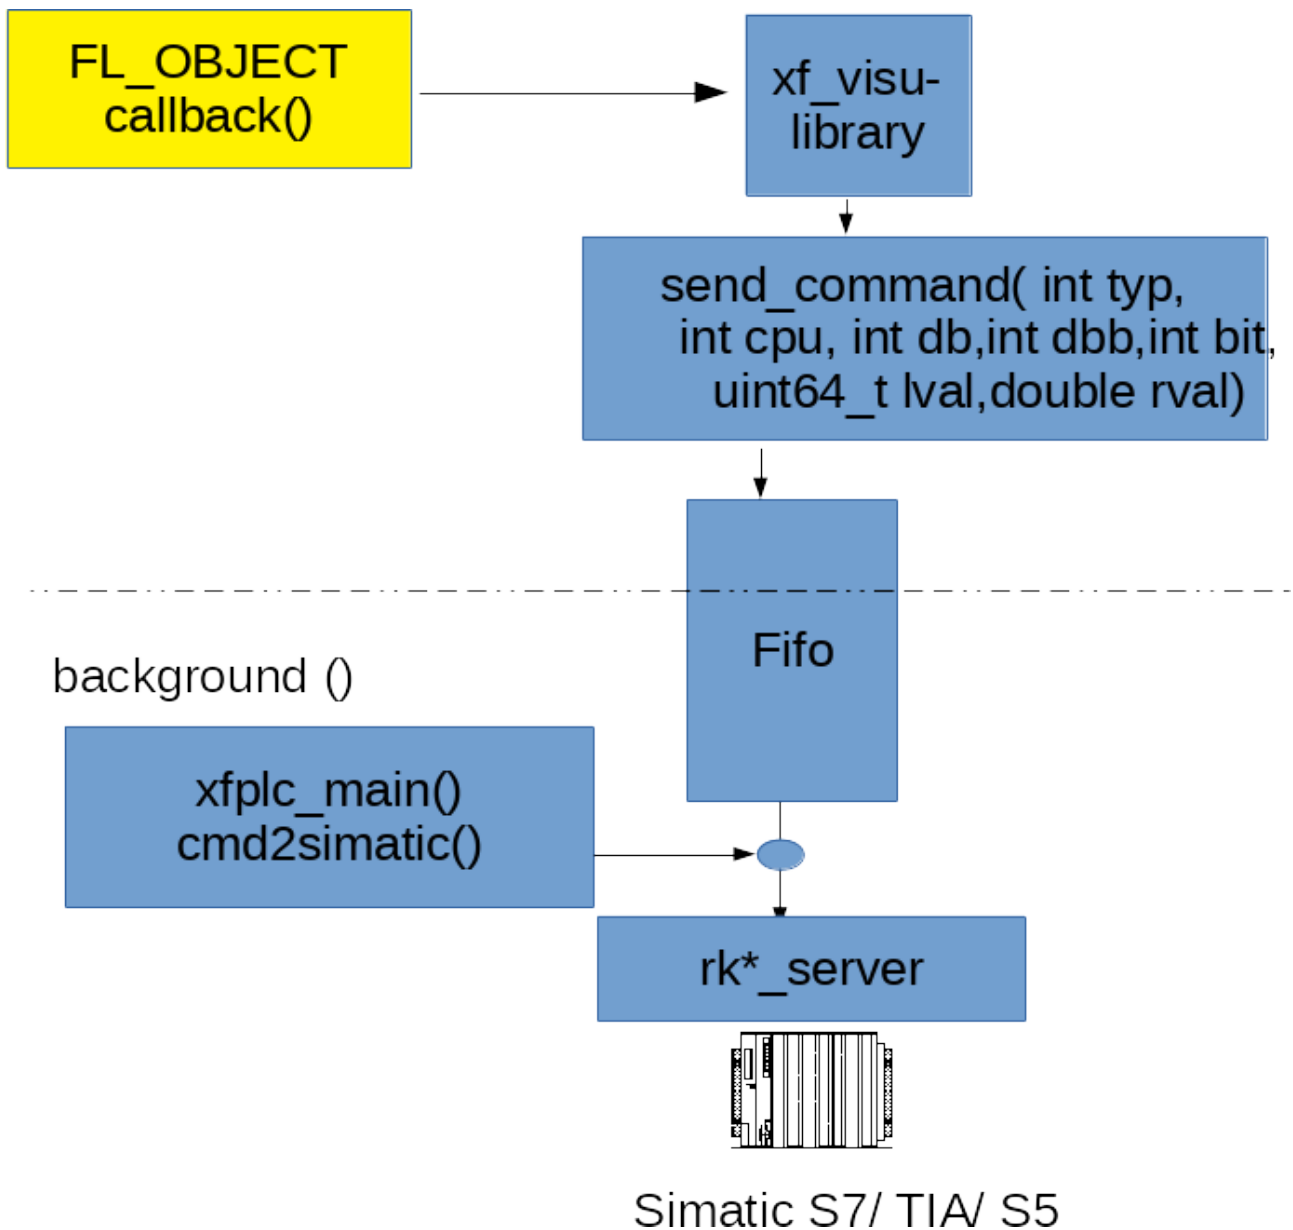 FL_OBJECT
callback()
xf_visu-
library
send_command( int typ,
int cpu, int db,int dbb,int bit,
uint64_t lval,double rval)
Fifo
background ()
xfplc_main()
cmd2simatic()
rk*_server
Simatic S7/ TIA/ S5